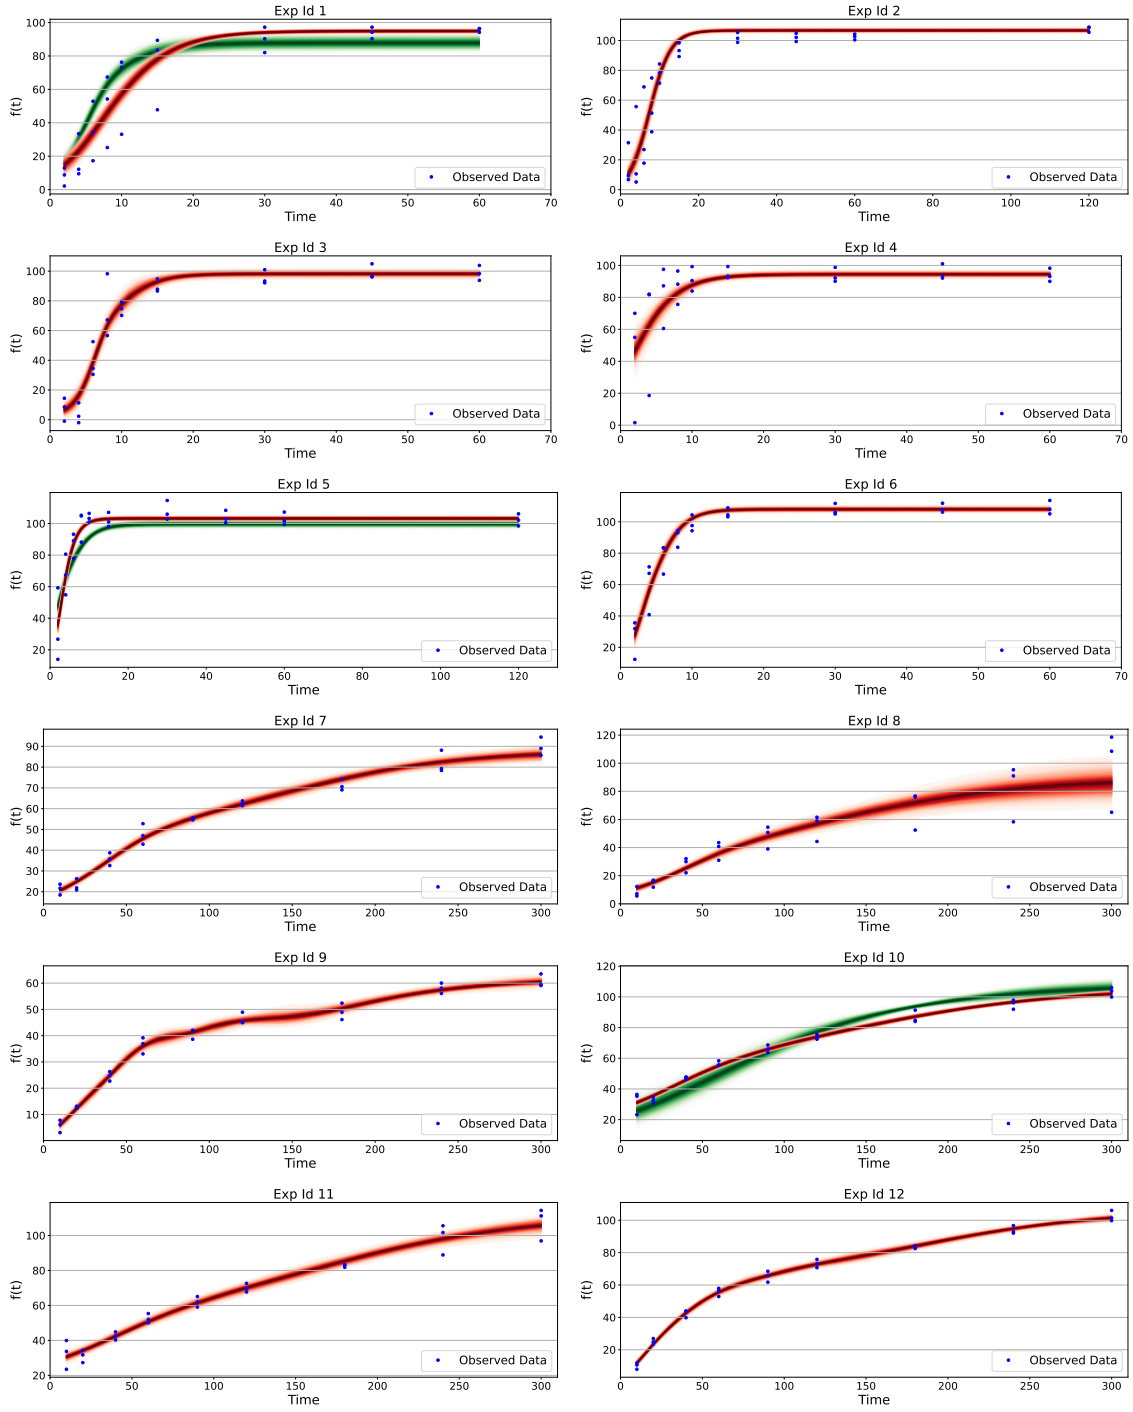 Exp Id 1
100
80
60
40
20
0
f(t)
0 10 20 30 40 50 60 70
Time
Observed Data
Exp Id 2
100
80
60
40
20
0
f(t)
0 20 40 60 80 100 120
Time
Observed Data
Exp Id 3
100
80
60
40
20
0
f(t)
0 10 20 30 40 50 60 70
Time
Observed Data
Exp Id 4
100
80
60
40
20
0
f(t)
0 10 20 30 40 50 60 70
Time
Observed Data
Exp Id 5
100
80
60
40
20
f(t)
0 20 40 60 80 100 120
Time
Observed Data
Exp Id 6
100
80
60
40
20
f(t)
0 10 20 30 40 50 60 70
Time
Observed Data
Exp Id 7
90
80
70
60
50
40
30
20
f(t)
0 50 100 150 200 250 300
Time
Observed Data
Exp Id 8
120
100
80
60
40
20
0
f(t)
0 50 100 150 200 250 300
Time
Observed Data
Exp Id 9
60
50
40
30
20
10
f(t)
0 50 100 150 200 250 300
Time
Observed Data
Exp Id 10
120
100
80
60
40
20
f(t)
0 50 100 150 200 250 300
Time
Observed Data
Exp Id 11
100
80
60
40
20
f(t)
0 50 100 150 200 250 300
Time
Observed Data
Exp Id 12
100
80
60
40
20
f(t)
0 50 100 150 200 250 300
Time
Observed Data